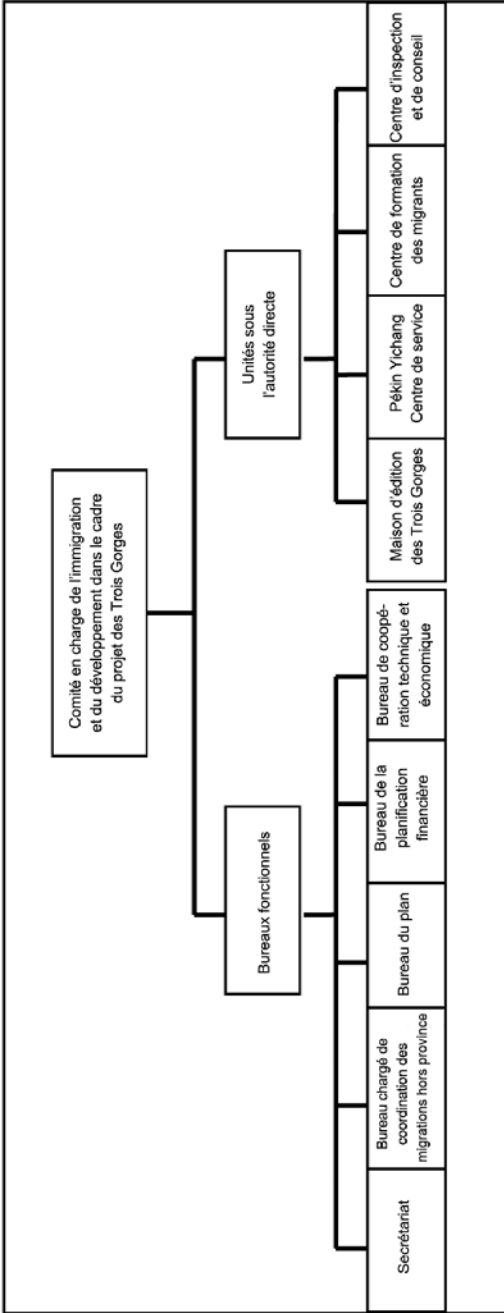 Comité en charge de l'immigration
et du développement dans le cadre
du projet des Trois Gorges
Bureaux fonctionnels
Unités sous
l'autorité directe
Secrétariat
Bureau chargé de
coordination des
migrations hors province
Bureau du plan
Bureau de la
planification
financière
Bureau de coopé-
ration technique et
économique
Maison d'édition
des Trois Gorges
Pékin Yichang
Centre de service
Centre de formation
des migrants
Centre d'inspection
et de conseil